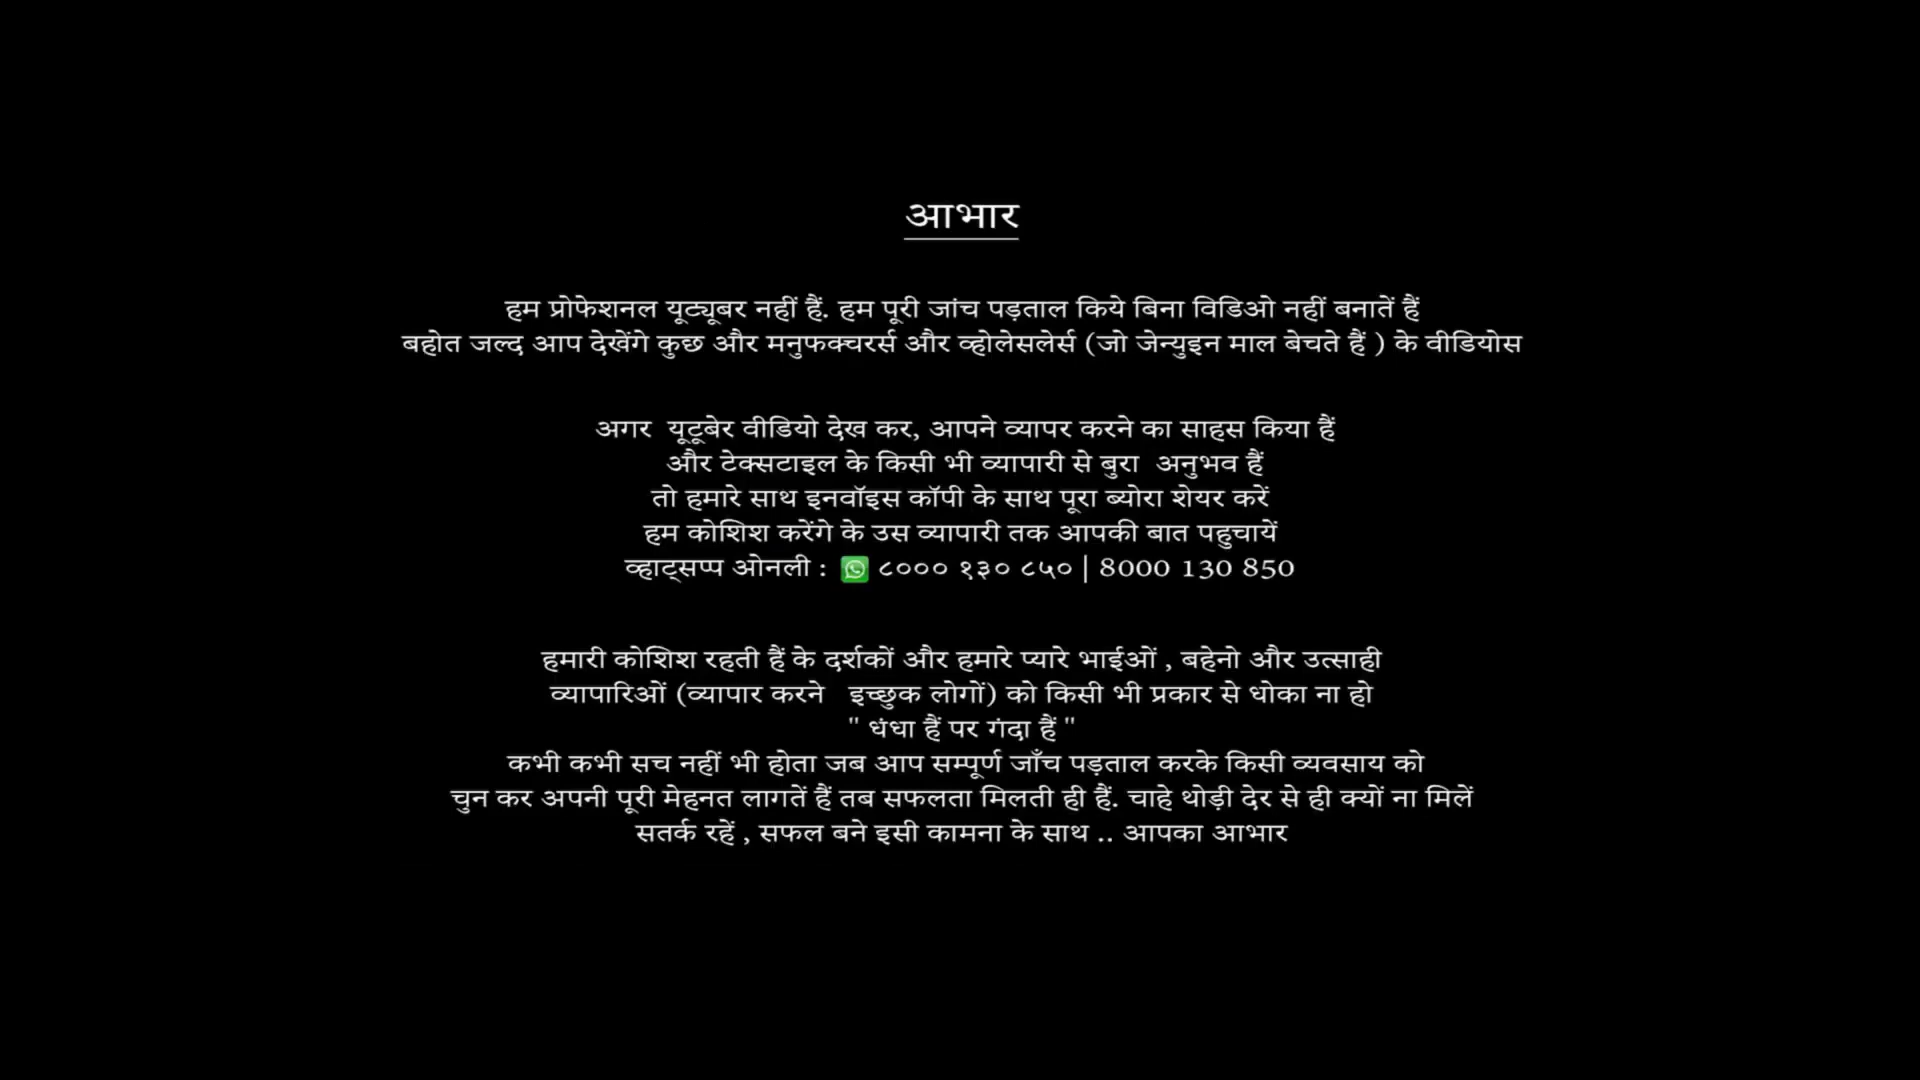 आभार
हम प्रोफेशनल यूट्यूबर नहीं हैं. हम पूरी जांच पड़ताल किये बिना विडिओ नहीं बनातें हैं
बहोत जल्द आप देखेंगे कुछ और मनुफक्चरर्स और व्होलेसलेर्स (जो जेन्युइन माल बेचते हैं ) के वीडियोस
अगर यूटूबेर वीडियो देख कर, आपने व्यापर करने का साहस किया हैं
और टेक्सटाइल के किसी भी व्यापारी से बुरा अनुभव हैं
तो हमारे साथ इनवॉइस कॉपी के साथ पूरा ब्योरा शेयर करें
हम कोशिश करेंगे के उस व्यापारी तक आपकी बात पहुचायें
व्हाट्सप्प ओनली : ८००० १३० ८५० | 8000 130 850
हमारी कोशिश रहती हैं के दर्शकों और हमारे प्यारे भाईओं , बहेनो और उत्साही
व्यापारिओं (व्यापार करने इच्छुक लोगों) को किसी भी प्रकार से धोका ना हो
" धंधा हैं पर गंदा हैं "
कभी कभी सच नहीं भी होता जब आप सम्पूर्ण जाँच पड़ताल करके किसी व्यवसाय को
चुन कर अपनी पूरी मेहनत लागतें हैं तब सफलता मिलती ही हैं. चाहे थोड़ी देर से ही क्यों ना मिलें
सतर्क रहें , सफल बने इसी कामना के साथ .. आपका आभार